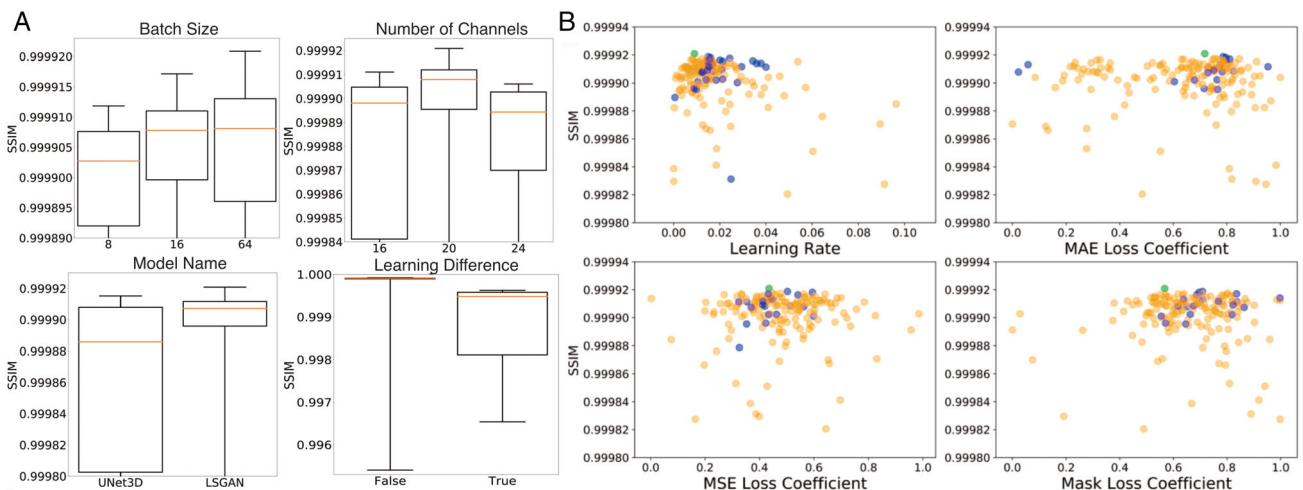 A
Batch Size
SSIM
0.999920
0.999915
0.999910
0.999905
0.999900
0.999895
0.999890
8 16 64
Number of Channels
SSIM
0.99992
0.99991
0.99990
0.99989
0.99988
0.99987
0.99986
0.99985
0.99984
16 20 24
Model Name
SSIM
0.99992
0.99990
0.99988
0.99986
0.99984
0.99982
0.99980
UNet3D LSGAN
Learning Difference
1.000
0.999
0.998
0.997
0.996
False True
B
SSIM
0.99994
0.99992
0.99990
0.99988
0.99986
0.99984
0.99982
0.99980
0.00 0.02 0.04 0.06 0.08 0.10
Learning Rate
0.99994
0.99992
0.99990
0.99988
0.99986
0.99984
0.99982
0.99980
0.0 0.2 0.4 0.6 0.8 1.0
MAE Loss Coefficient
SSIM
0.99994
0.99992
0.99990
0.99988
0.99986
0.99984
0.99982
0.99980
0.0 0.2 0.4 0.6 0.8 1.0
MSE Loss Coefficient
0.99994
0.99992
0.99990
0.99988
0.99986
0.99984
0.99982
0.99980
0.0 0.2 0.4 0.6 0.8 1.0
Mask Loss Coefficient